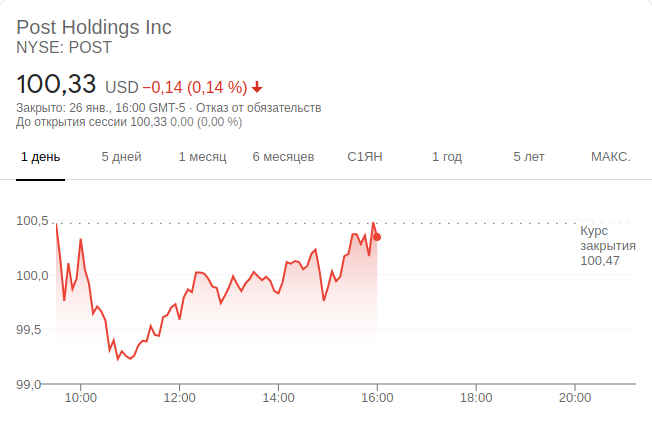 Post Holdings Inc
NYSE: POST
100,33 USD −0,14 (0,14 %)
Закрыто: 26 янв., 16:00 GMT-5 · Отказ от обязательств
До открытия сессии 100,33 0,00 (0,00 %)
1 день 5 дней 1 месяц 6 месяцев С1ЯН 1 год 5 лет МАКС.
100,5
Курс
закрытия
100,47
100,0
99,5
99,0
10:00 12:00 14:00 16:00 18:00 20:00